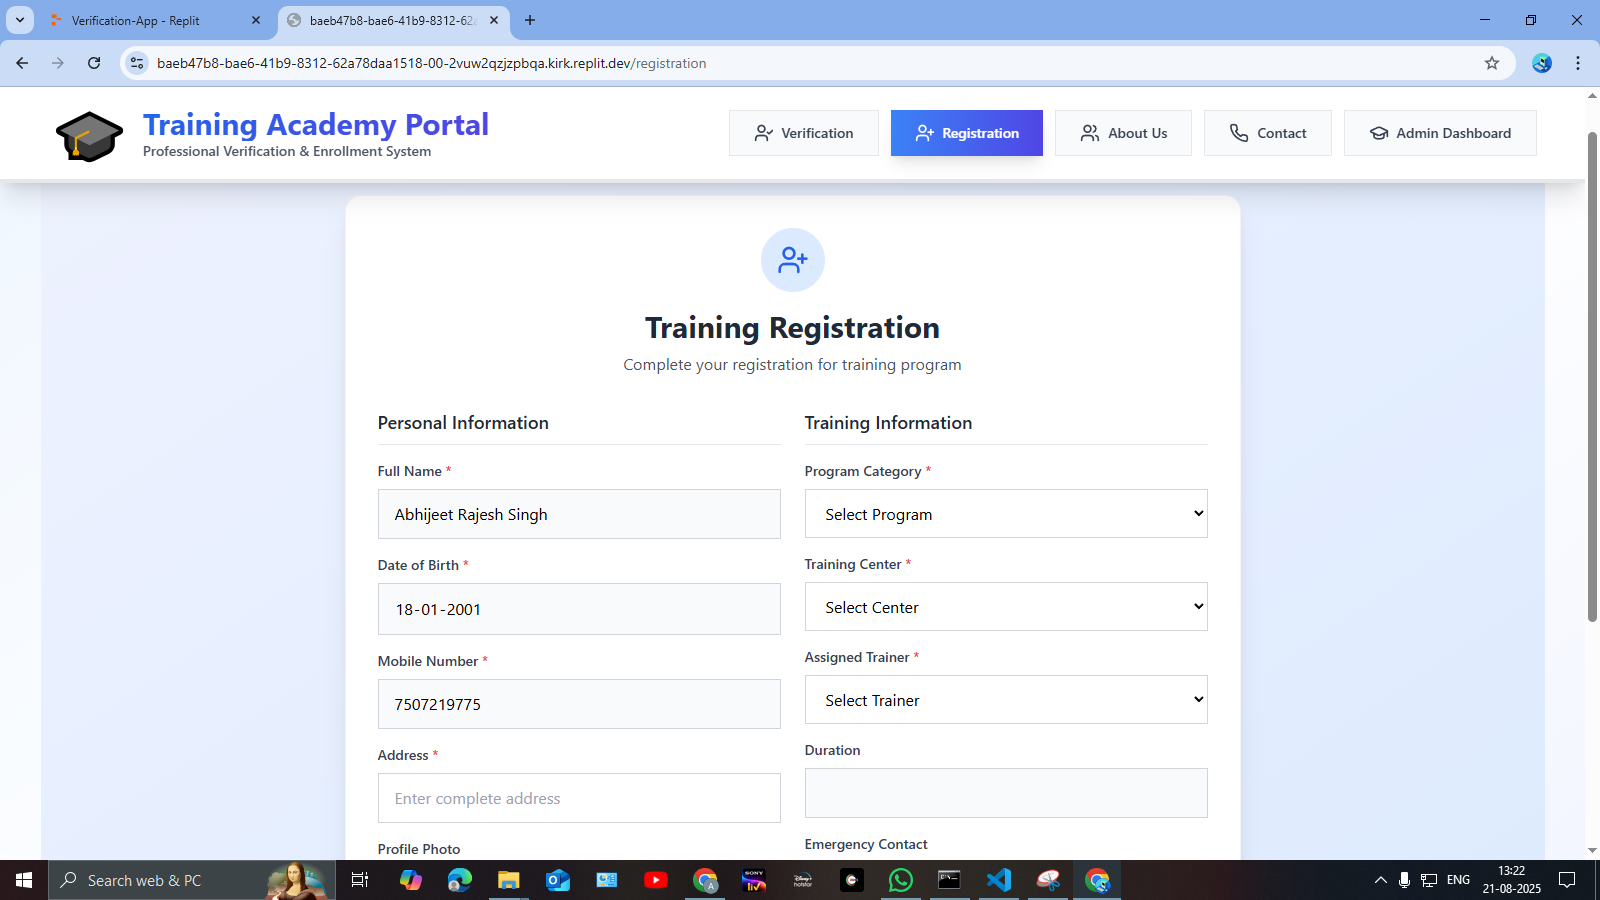 Verification-App - Replit
baeb47b8-bae6-41b9-8312-62a
baeb47b8-bae6-41b9-8312-62a78daa1518-00-2vuw2qzjzpbqa.kirk.replit.dev/registration
Training Academy Portal
Professional Verification & Enrollment System
Verification
Registration
About Us
Contact
Admin Dashboard
Training Registration
Complete your registration for training program
Personal Information
Full Name *
Abhijeet Rajesh Singh
Date of Birth *
18-01-2001
Mobile Number *
7507219775
Address *
Enter complete address
Profile Photo
Training Information
Program Category *
Select Program
Training Center *
Select Center
Assigned Trainer *
Select Trainer
Duration
Emergency Contact
Search web & PC
A
SONY
liv
hotstar
ENG
13:22
21-08-2025